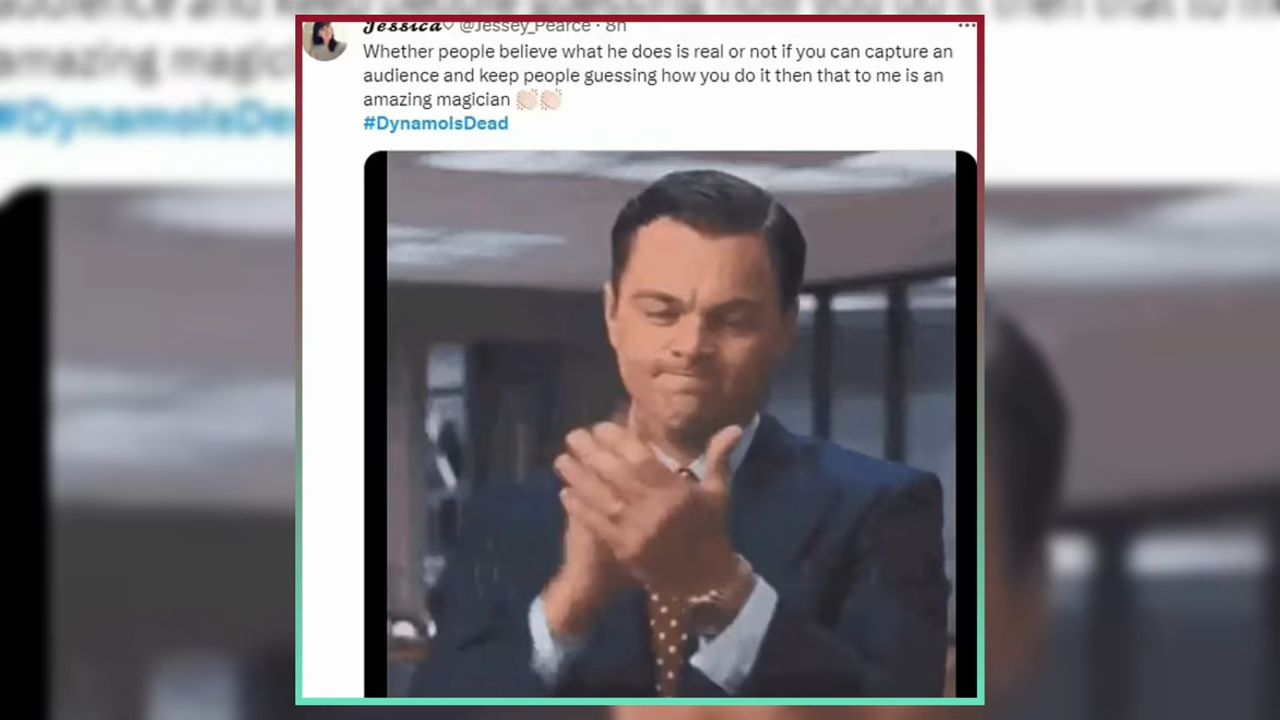 Jessica♡ @Jessey_Pearce · 8h
Whether people believe what he does is real or not if you can capture an
audience and keep people guessing how you do it then that to me is an
amazing magician 👏🏻👏🏻
#DynamoIsDead